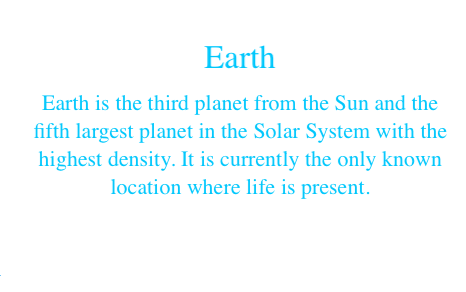 Earth
Earth is the third planet from the Sun and the
fifth largest planet in the Solar System with the
highest density. It is currently the only known
location where life is present.